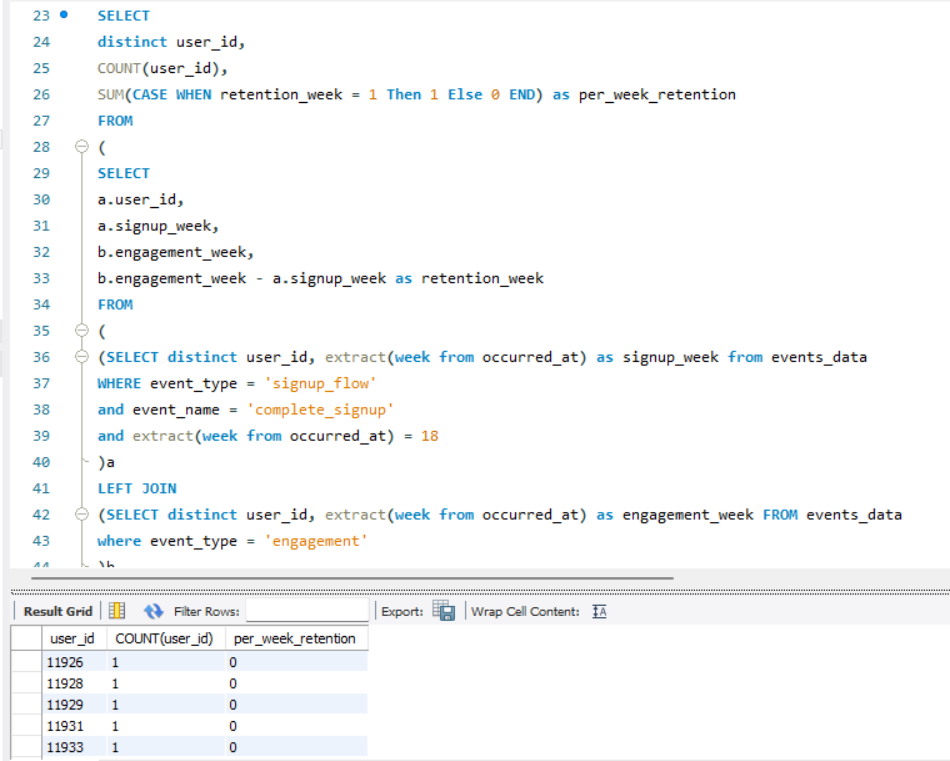 23 SELECT
24 distinct user_id,
25 COUNT(user_id),
26 SUM(CASE WHEN retention_week = 1 Then 1 Else 0 END) as per_week_retention
27 FROM
28 (
29 SELECT
30 a.user_id,
31 a.signup_week,
32 b.engagement_week,
33 b.engagement_week - a.signup_week as retention_week
34 FROM
35 (
36 (SELECT distinct user_id, extract(week from occurred_at) as signup_week from events_data
37 WHERE event_type = 'signup_flow'
38 and event_name = 'complete_signup'
39 and extract(week from occurred_at) = 18
40 )a
41 LEFT JOIN
42 (SELECT distinct user_id, extract(week from occurred_at) as engagement_week FROM events_data
43 where event_type = 'engagement'
44 )b
Result Grid Filter Rows: Export: Wrap Cell Content:
user_id COUNT(user_id) per_week_retention
11926 1 0
11928 1 0
11929 1 0
11931 1 0
11933 1 0